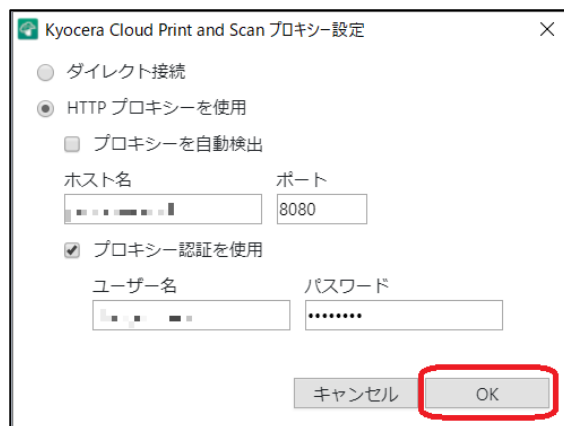 Kyocera Cloud Print and Scan プロキシー設定
ダイレクト接続
HTTP プロキシーを使用
プロキシーを自動検出
ホスト名 ポート
8080
プロキシー認証を使用
ユーザー名 パスワード
••••••••
キャンセル OK